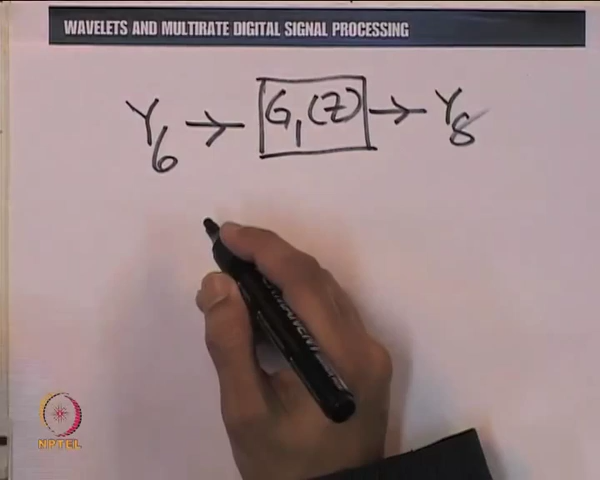 WAVELETS AND MULTIRATE DIGITAL SIGNAL PROCESSING
Y6 → G1(Z) → Y8
NPTEL